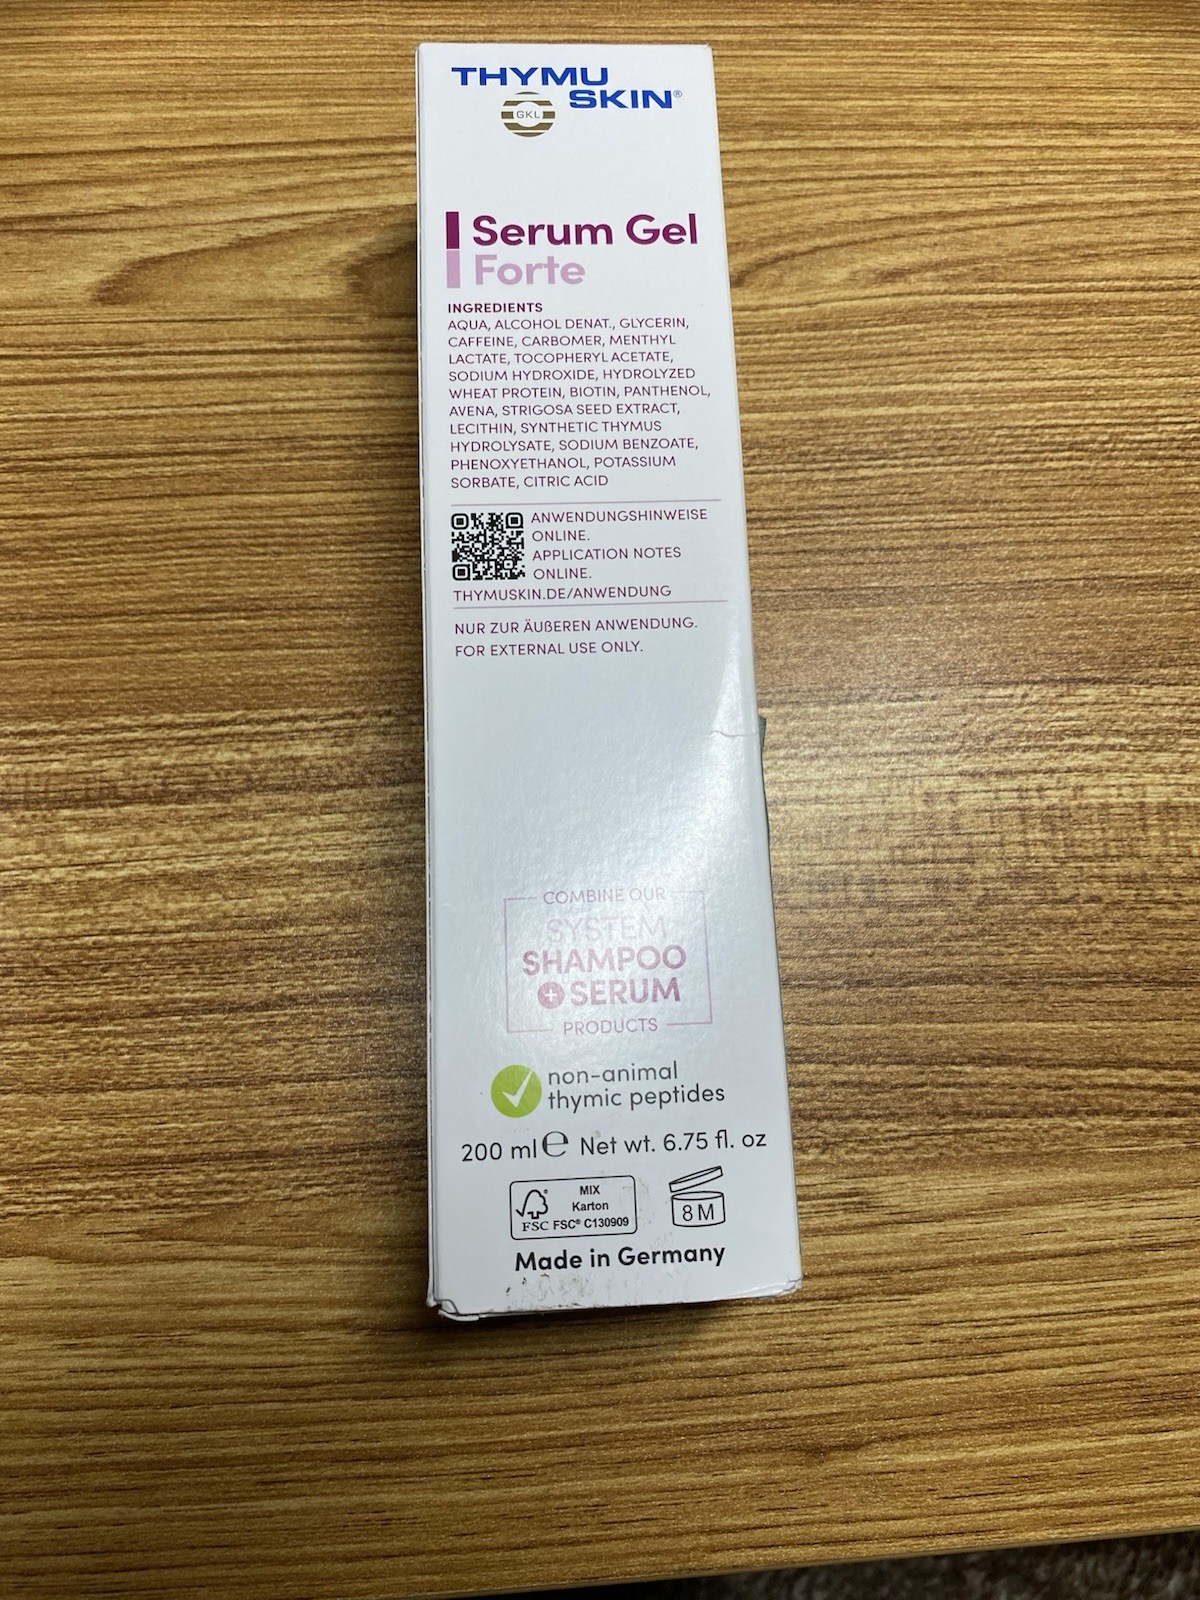 THYMU
SKIN®
GKL
Serum Gel
Forte
INGREDIENTS
AQUA, ALCOHOL DENAT., GLYCERIN,
CAFFEINE, CARBOMER, MENTHYL
LACTATE, TOCOPHERYL ACETATE,
SODIUM HYDROXIDE, HYDROLYZED
WHEAT PROTEIN, BIOTIN, PANTHENOL,
AVENA, STRIGOSA SEED EXTRACT,
LECITHIN, SYNTHETIC THYMUS
HYDROLYSATE, SODIUM BENZOATE,
PHENOXYETHANOL, POTASSIUM
SORBATE, CITRIC ACID
ANWENDUNGSHINWEISE
ONLINE.
APPLICATION NOTES
ONLINE.
THYMUSKIN.DE/ANWENDUNG
NUR ZUR ÄUßEREN ANWENDUNG.
FOR EXTERNAL USE ONLY.
COMBINE OUR
SYSTEM
SHAMPOO
+ SERUM
PRODUCTS
non-animal
thymic peptides
200 ml ℮ Net wt. 6.75 fl. oz
MIX
Karton
FSC FSC® C130909
8 M
Made in Germany